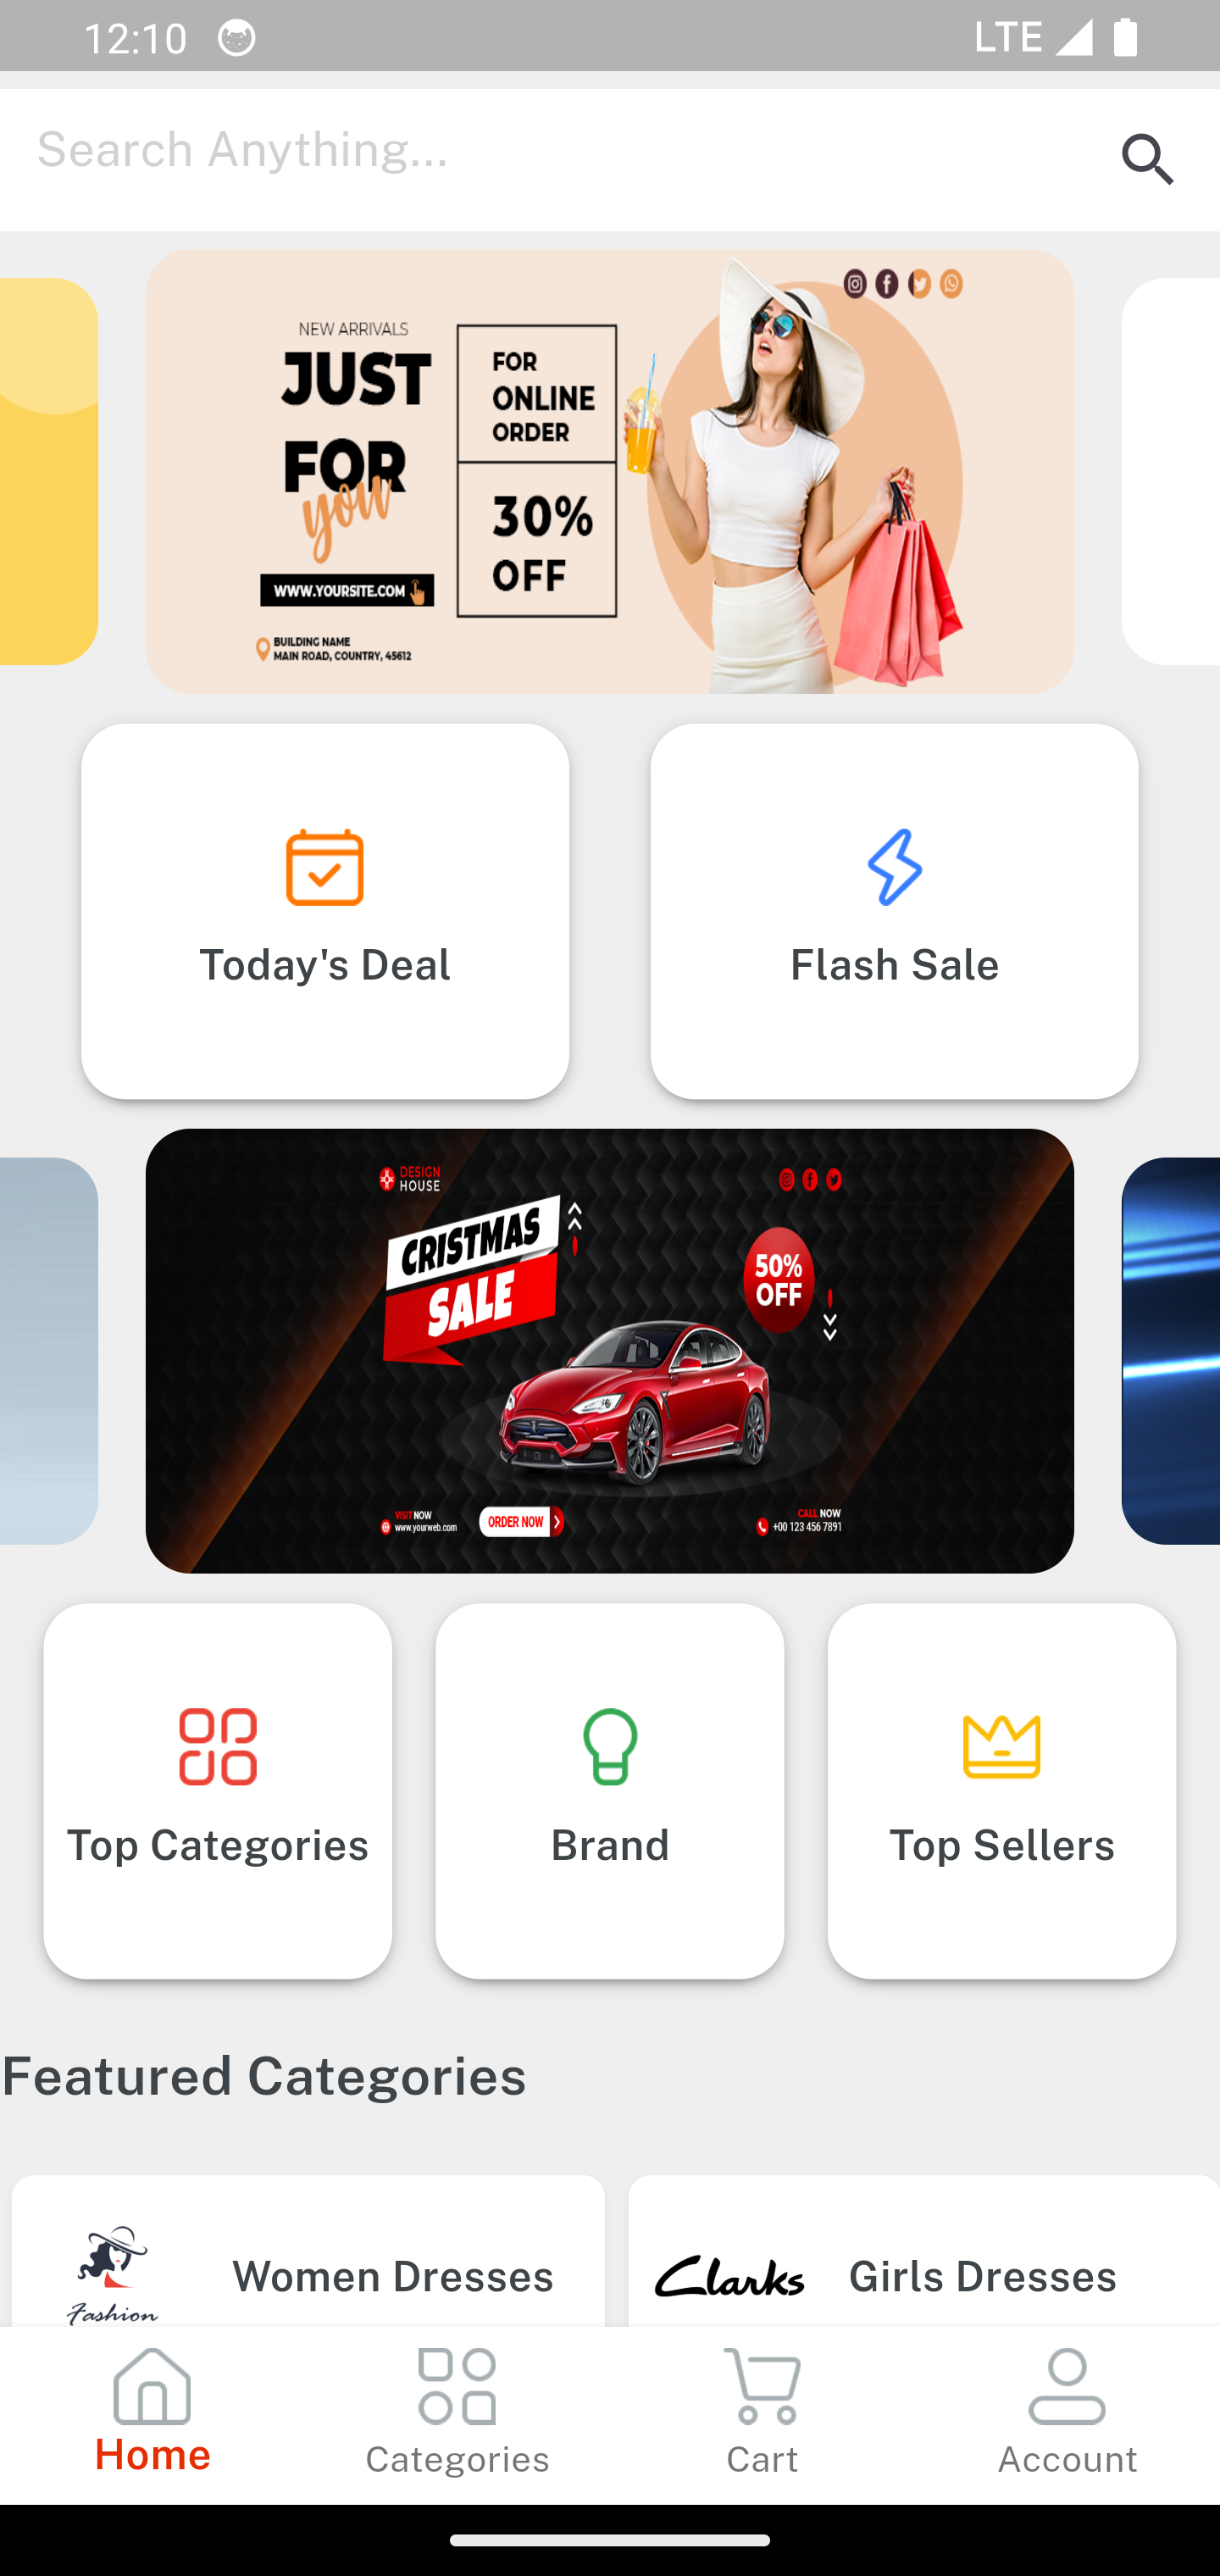 12:10
LTE
Search Anything...
NEW ARRIVALS
JUST
FOR
you
FOR
ONLINE
ORDER
30%
OFF
WWW.YOURSITE.COM
BUILDING NAME
MAIN ROAD, COUNTRY, 45612
Today's Deal
Flash Sale
DESIGN
HOUSE
CRISTMAS
SALE
50%
OFF
VISIT NOW
www.yourweb.com
ORDER NOW
CALL NOW
+00 123 456 7891
Top Categories
Brand
Top Sellers
Featured Categories
Fashion
Women Dresses
Clarks
Girls Dresses
Home
Categories
Cart
Account